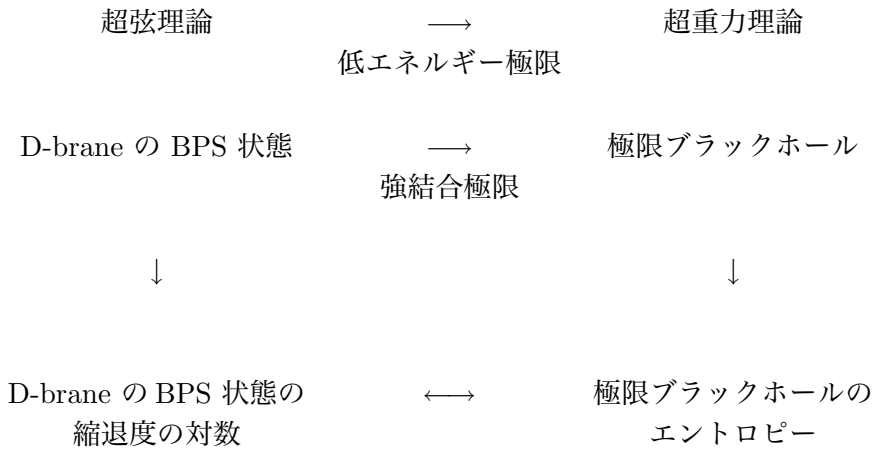 超弦理論 ⟶ 超重力理論
低エネルギー極限
D-brane の BPS 状態 ⟶ 極限ブラックホール
強結合極限
↓ ↓
D-brane の BPS 状態の ⟷ 極限ブラックホールの
縮退度の対数 エントロピー